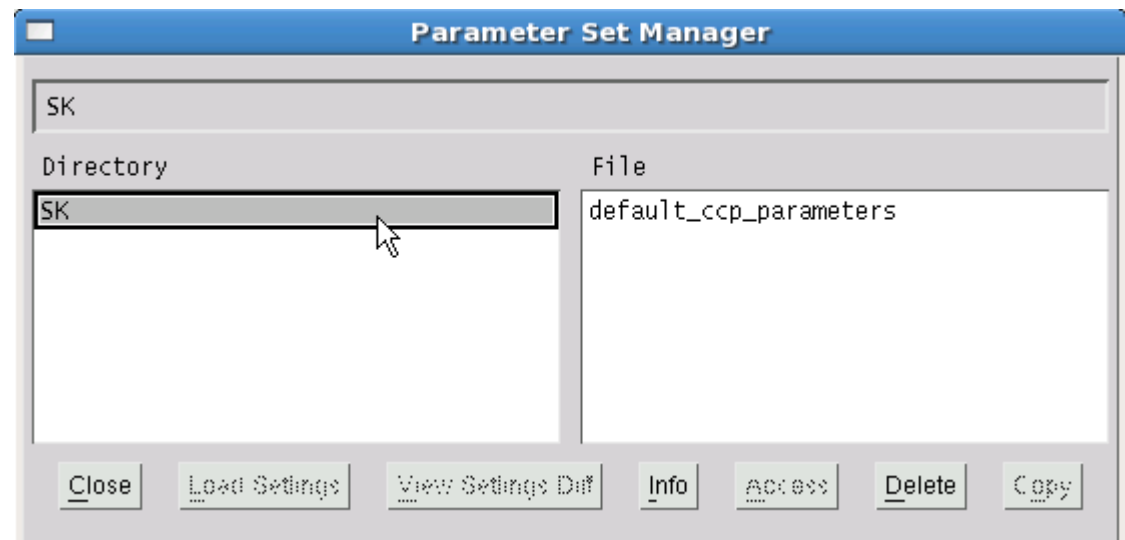 Parameter Set Manager
SK
Directory File
SK default_ccp_parameters
Close Load Settings View Settings Diff Info Access Delete Copy